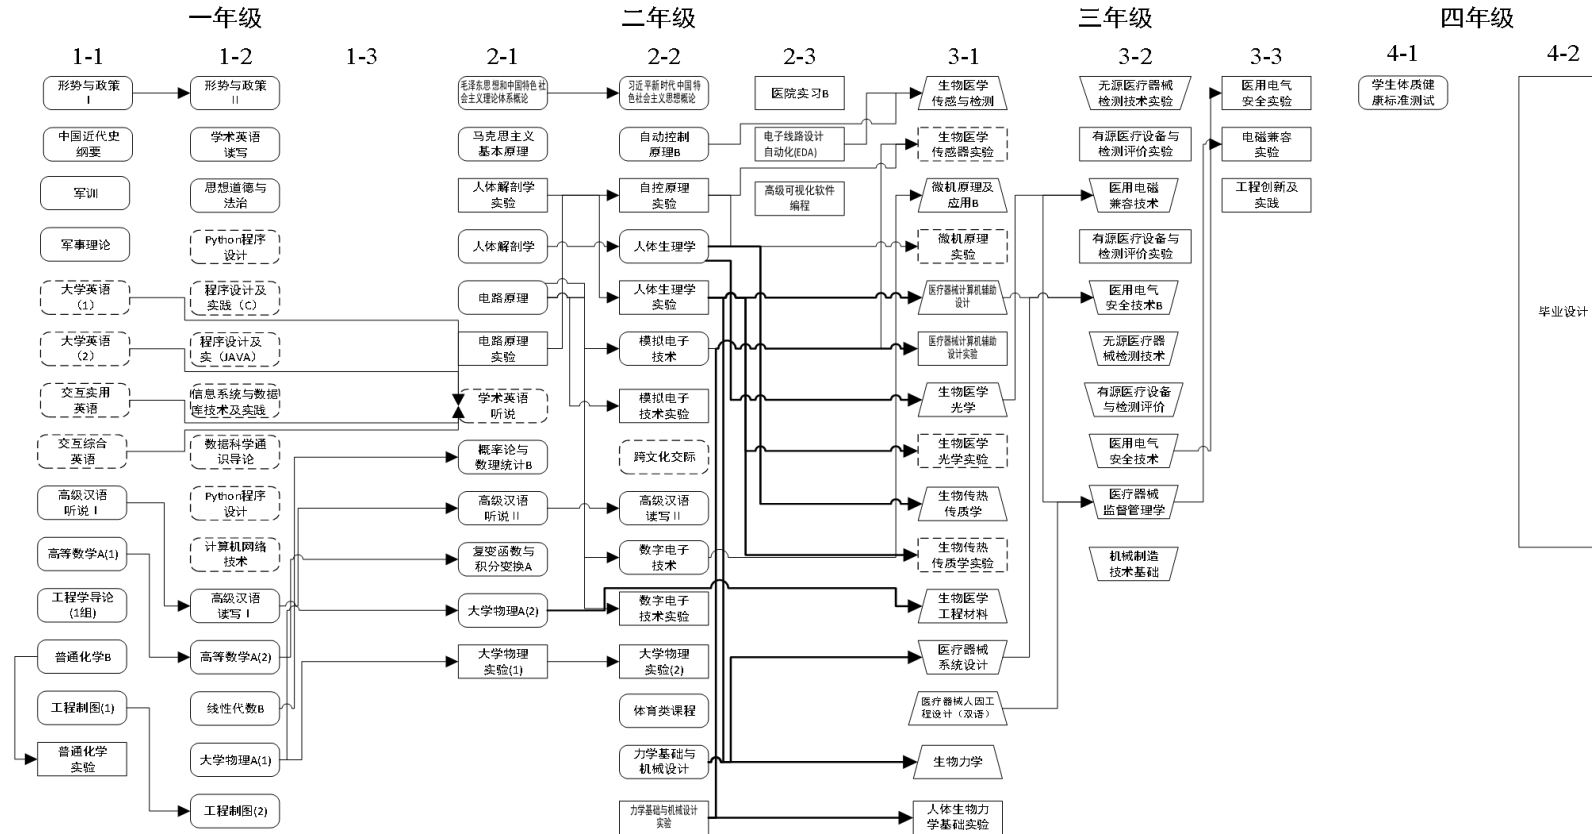 一年级
二年级
三年级
四年级
1-1
1-2
1-3
2-1
2-2
2-3
3-1
3-2
3-3
4-1
4-2
形势与政策
I
中国近代史
纲要
军训
军事理论
大学英语
（1）
大学英语
（2）
交互实用
英语
交互综合
英语
高级汉语
听说 I
高等数学A(1)
工程学导论
(1组)
普通化学B
工程制图(1)
普通化学
实验
形势与政策
II
学术英语
读写
思想道德与
法治
Python程序
设计
程序设计及
实践（C）
程序设计及
实（JAVA）
信息系统与数据
库技术及实践
数据科学通
识导论
Python程序
设计
计算机网络
技术
高级汉语
读写 I
高等数学A(2)
线性代数B
大学物理A(1)
工程制图(2)
毛泽东思想和中国特色社
会主义理论体系概论
马克思主义
基本原理
人体解剖学
实验
人体解剖学
电路原理
电路原理
实验
学术英语
听说
概率论与
数理统计B
高级汉语
听说 II
复变函数与
积分变换A
大学物理A(2)
大学物理
实验(1)
习近平新时代中国特
色社会主义思想概论
自动控制
原理B
自控原理
实验
人体生理学
人体生理学
实验
模拟电子
技术
模拟电子
技术实验
跨文化交际
高级汉语
读写 II
数字电子
技术
数字电子
技术实验
大学物理
实验(2)
体育类课程
力学基础与
机械设计
力学基础与机械设计
实验
医院实习B
电子线路设计
自动化(EDA)
高级可视化软件
编程
生物医学
传感与检测
生物医学
传感器实验
微机原理及
应用B
微机原理
实验
医疗器械计算机辅助
设计
医疗器械计算机辅助
设计实验
生物医学
光学
生物医学
光学实验
生物传热
传质学
生物传热
传质学实验
生物医学
工程材料
医疗器械
系统设计
医疗器械人因工
程设计（双语）
生物力学
人体生物力
学基础实验
无源医疗器械
检测技术实验
有源医疗设备与
检测评价实验
医用电磁
兼容技术
有源医疗设备与
检测评价实验
医用电气
安全技术B
无源医疗器
械检测技术
有源医疗设备
与检测评价
医用电气
安全技术
医疗器械
监督管理学
机械制造
技术基础
医用电气
安全实验
电磁兼容
实验
工程创新及
实践
学生体质健
康标准测试
毕业设计